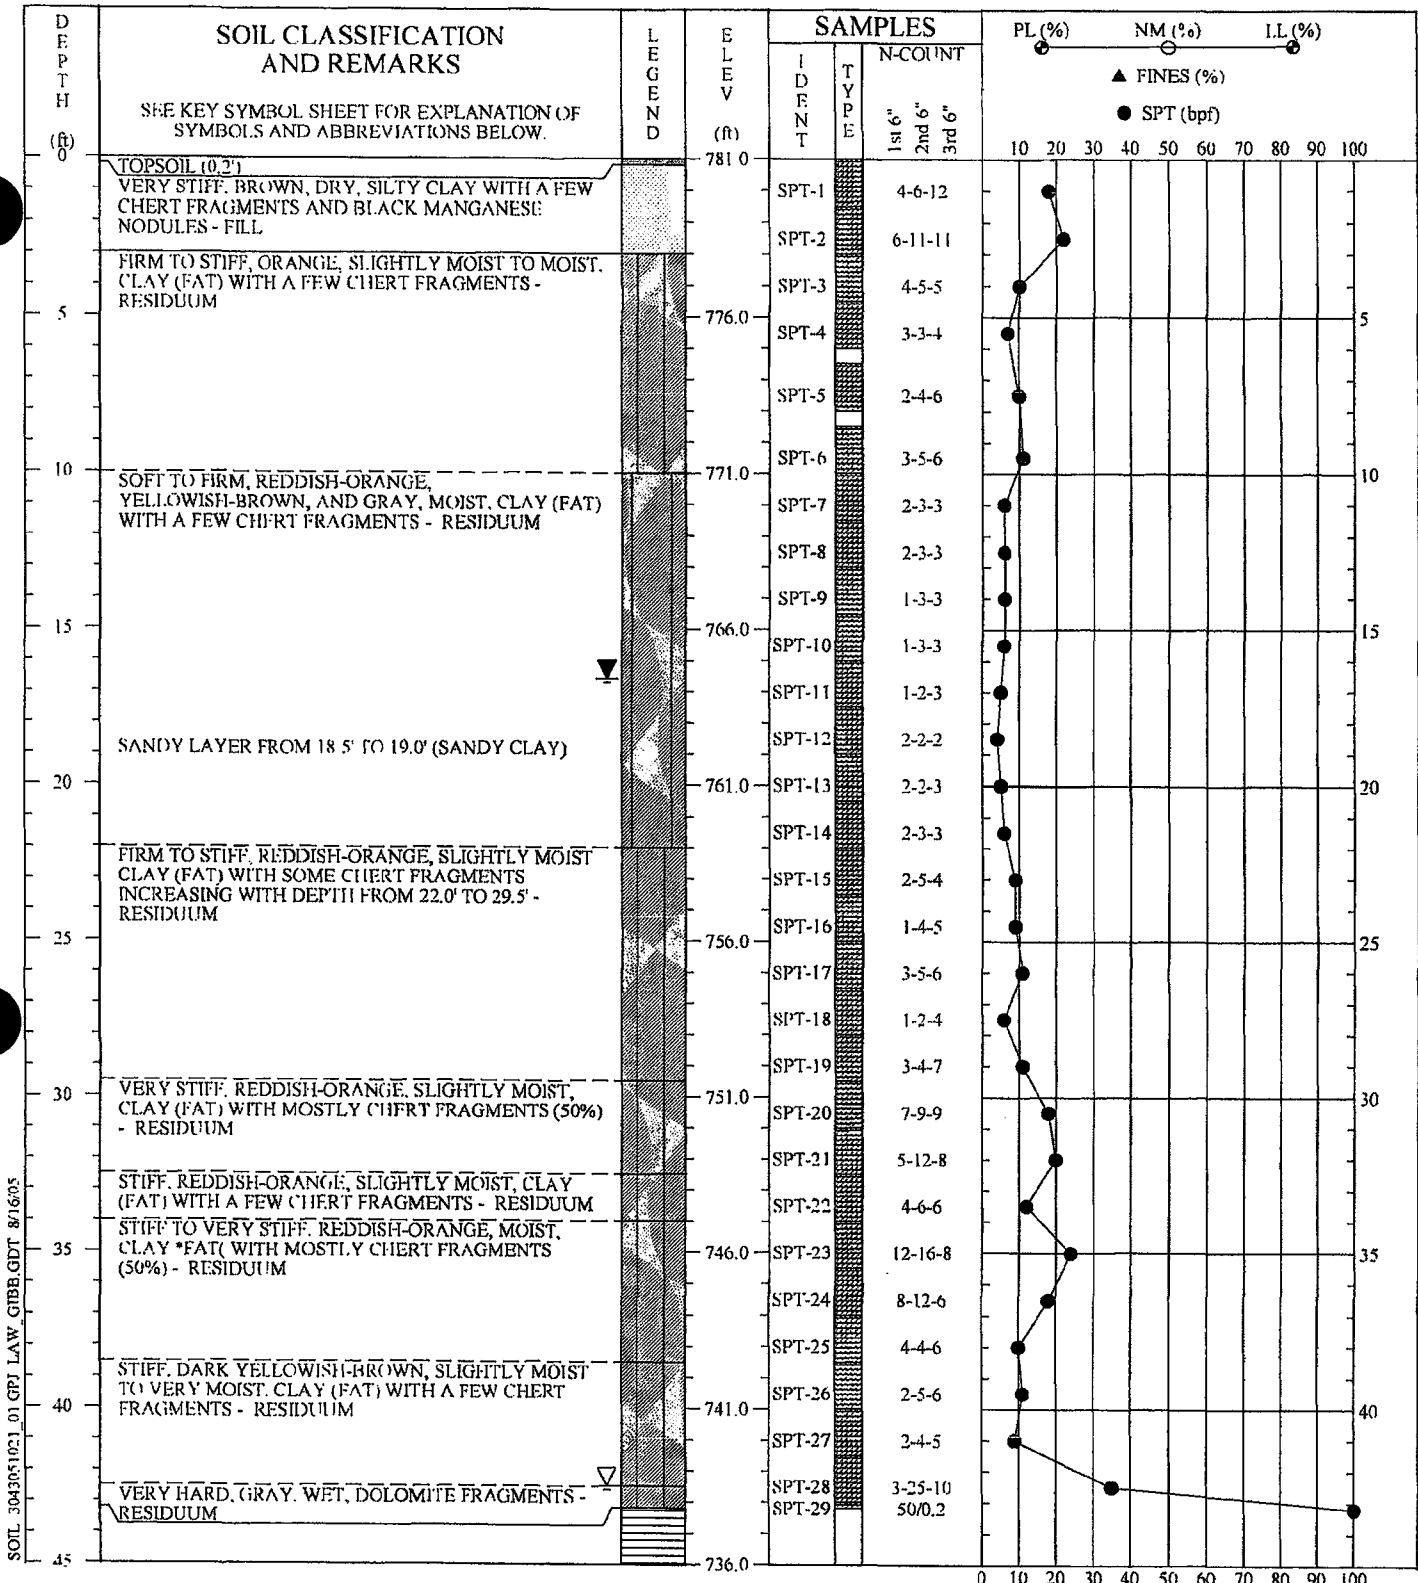 DEPTH (ft)
SOIL CLASSIFICATION
AND REMARKS
SEE KEY SYMBOL SHEET FOR EXPLANATION OF
SYMBOLS AND ABBREVIATIONS BELOW.
LEGEND
ELEV (ft)
SAMPLES
IDENT
TYPE
N-COUNT
1st 6"
2nd 6"
3rd 6"
PL (%) NM (%) LL (%)
▲ FINES (%)
● SPT (bpf)
10 20 30 40 50 60 70 80 90 100
0
TOPSOIL (0.2')
781.0
VERY STIFF, BROWN, DRY, SILTY CLAY WITH A FEW
CHERT FRAGMENTS AND BLACK MANGANESE
NODULES - FILL
SPT-1 4-6-12
SPT-2 6-11-11
FIRM TO STIFF, ORANGE, SLIGHTLY MOIST TO MOIST,
CLAY (FAT) WITH A FEW CHERT FRAGMENTS -
RESIDUUM
SPT-3 4-5-5
5 776.0 5
SPT-4 3-3-4
SPT-5 2-4-6
SPT-6 3-5-6
10 771.0 10
SOFT TO FIRM, REDDISH-ORANGE,
YELLOWISH-BROWN, AND GRAY, MOIST, CLAY (FAT)
WITH A FEW CHERT FRAGMENTS - RESIDUUM
SPT-7 2-3-3
SPT-8 2-3-3
SPT-9 1-3-3
15 766.0 15
SPT-10 1-3-3
SPT-11 1-2-3
SANDY LAYER FROM 18.5' TO 19.0' (SANDY CLAY)
SPT-12 2-2-2
20 761.0 20
SPT-13 2-2-3
SPT-14 2-3-3
FIRM TO STIFF, REDDISH-ORANGE, SLIGHTLY MOIST
CLAY (FAT) WITH SOME CHERT FRAGMENTS
INCREASING WITH DEPTH FROM 22.0' TO 29.5' -
RESIDUUM
SPT-15 2-5-4
SPT-16 1-4-5
25 756.0 25
SPT-17 3-5-6
SPT-18 1-2-4
SPT-19 3-4-7
VERY STIFF, REDDISH-ORANGE, SLIGHTLY MOIST,
CLAY (FAT) WITH MOSTLY CHERT FRAGMENTS (50%)
- RESIDUUM
30 751.0 30
SPT-20 7-9-9
SPT-21 5-12-8
STIFF, REDDISH-ORANGE, SLIGHTLY MOIST, CLAY
(FAT) WITH A FEW CHERT FRAGMENTS - RESIDUUM
SPT-22 4-6-6
STIFF TO VERY STIFF, REDDISH-ORANGE, MOIST,
CLAY *FAT( WITH MOSTLY CHERT FRAGMENTS
(50%) - RESIDUUM
35 746.0 35
SPT-23 12-16-8
SPT-24 8-12-6
SPT-25 4-4-6
STIFF, DARK YELLOWISH-BROWN, SLIGHTLY MOIST
TO VERY MOIST, CLAY (FAT) WITH A FEW CHERT
FRAGMENTS - RESIDUUM
SPT-26 2-5-6
40 741.0 40
SPT-27 2-4-5
VERY HARD, GRAY, WET, DOLOMITE FRAGMENTS -
RESIDUUM
SPT-28 3-25-10
SPT-29 50/0.2
45 736.0
0 10 20 30 40 50 60 70 80 90 100
SOIL 3043051021_01 GPJ LAW_GIBB.GDT 8/16/05